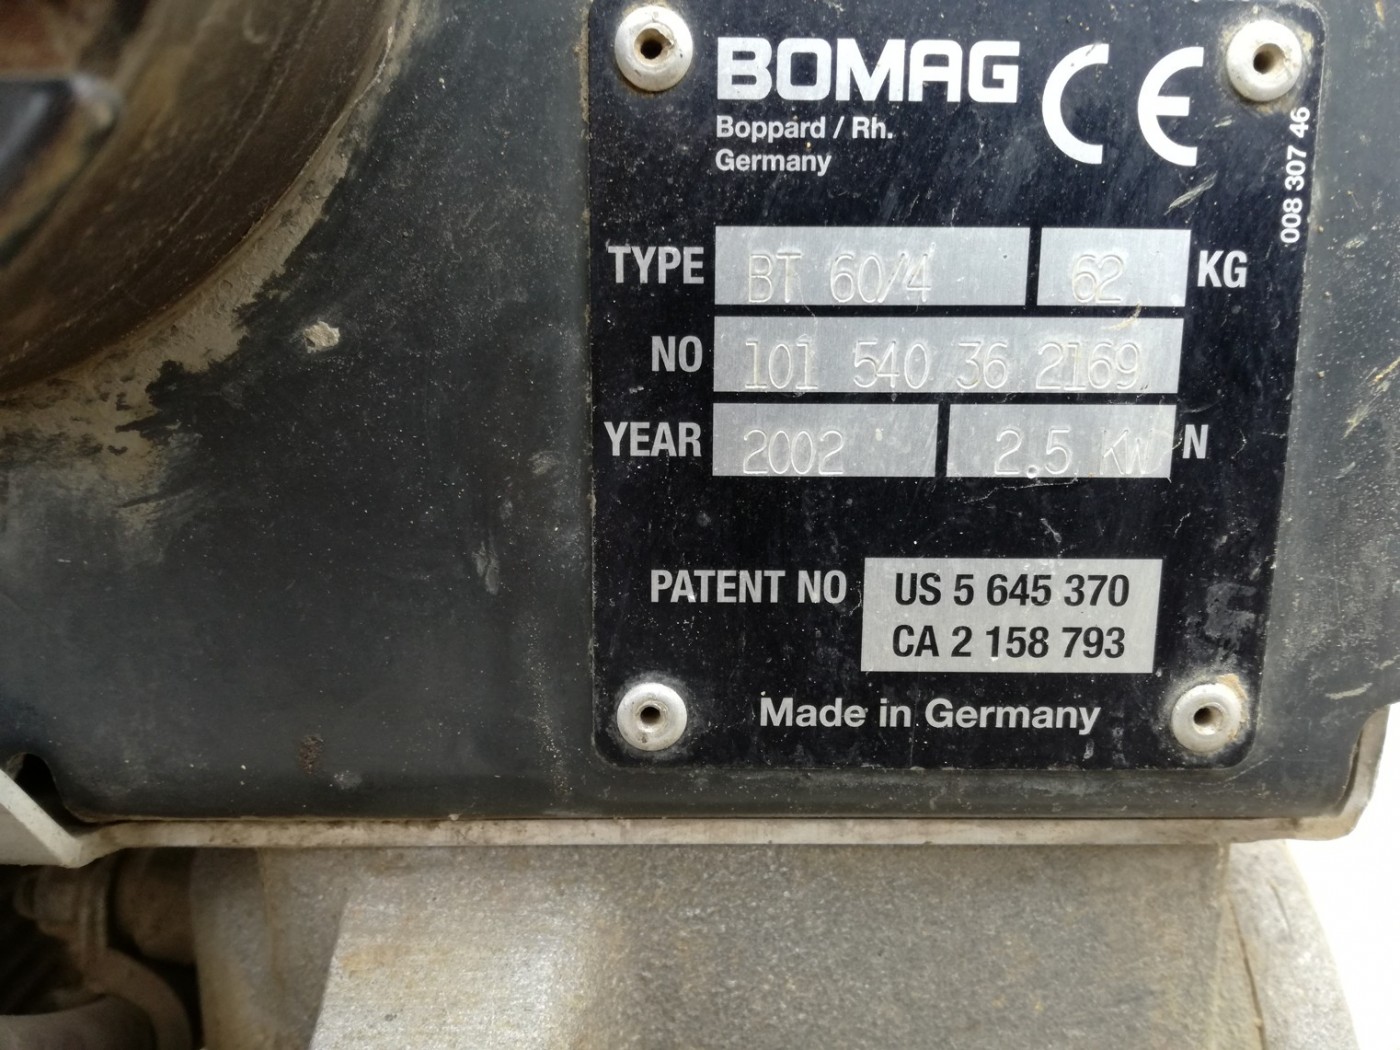 BOMAG CE
Boppard / Rh.
Germany
008 307 46
TYPE BT 60/4 62 KG
NO 101 540 36 2169
YEAR 2002 2.5 KW N
PATENT NO US 5 645 370
CA 2 158 793
Made in Germany